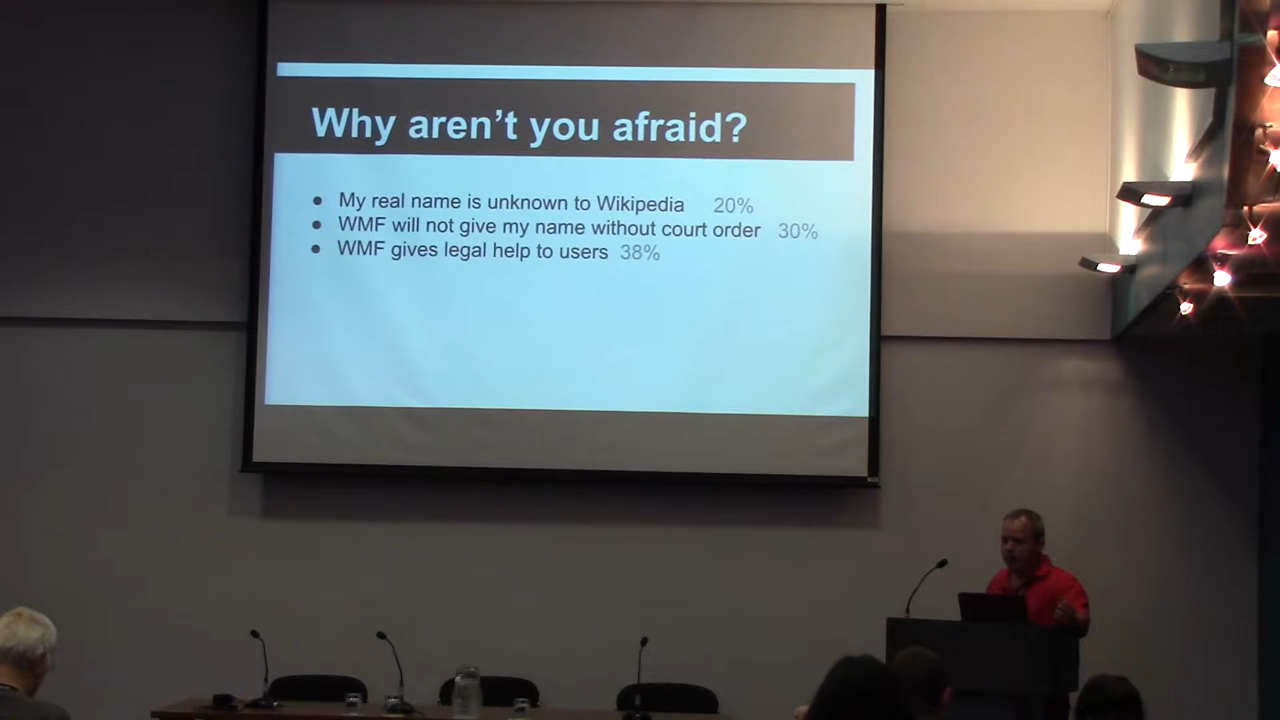 Why aren't you afraid?
● My real name is unknown to Wikipedia 20%
● WMF will not give my name without court order 30%
● WMF gives legal help to users 38%